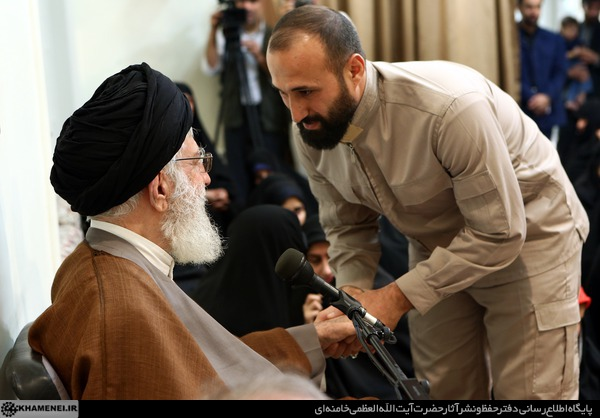 KHAMENEI.IR
پایگاه اطلاع رسانی دفتر حفظ و نشر آثار حضرت آیت الله العظمی خامنه‌ای